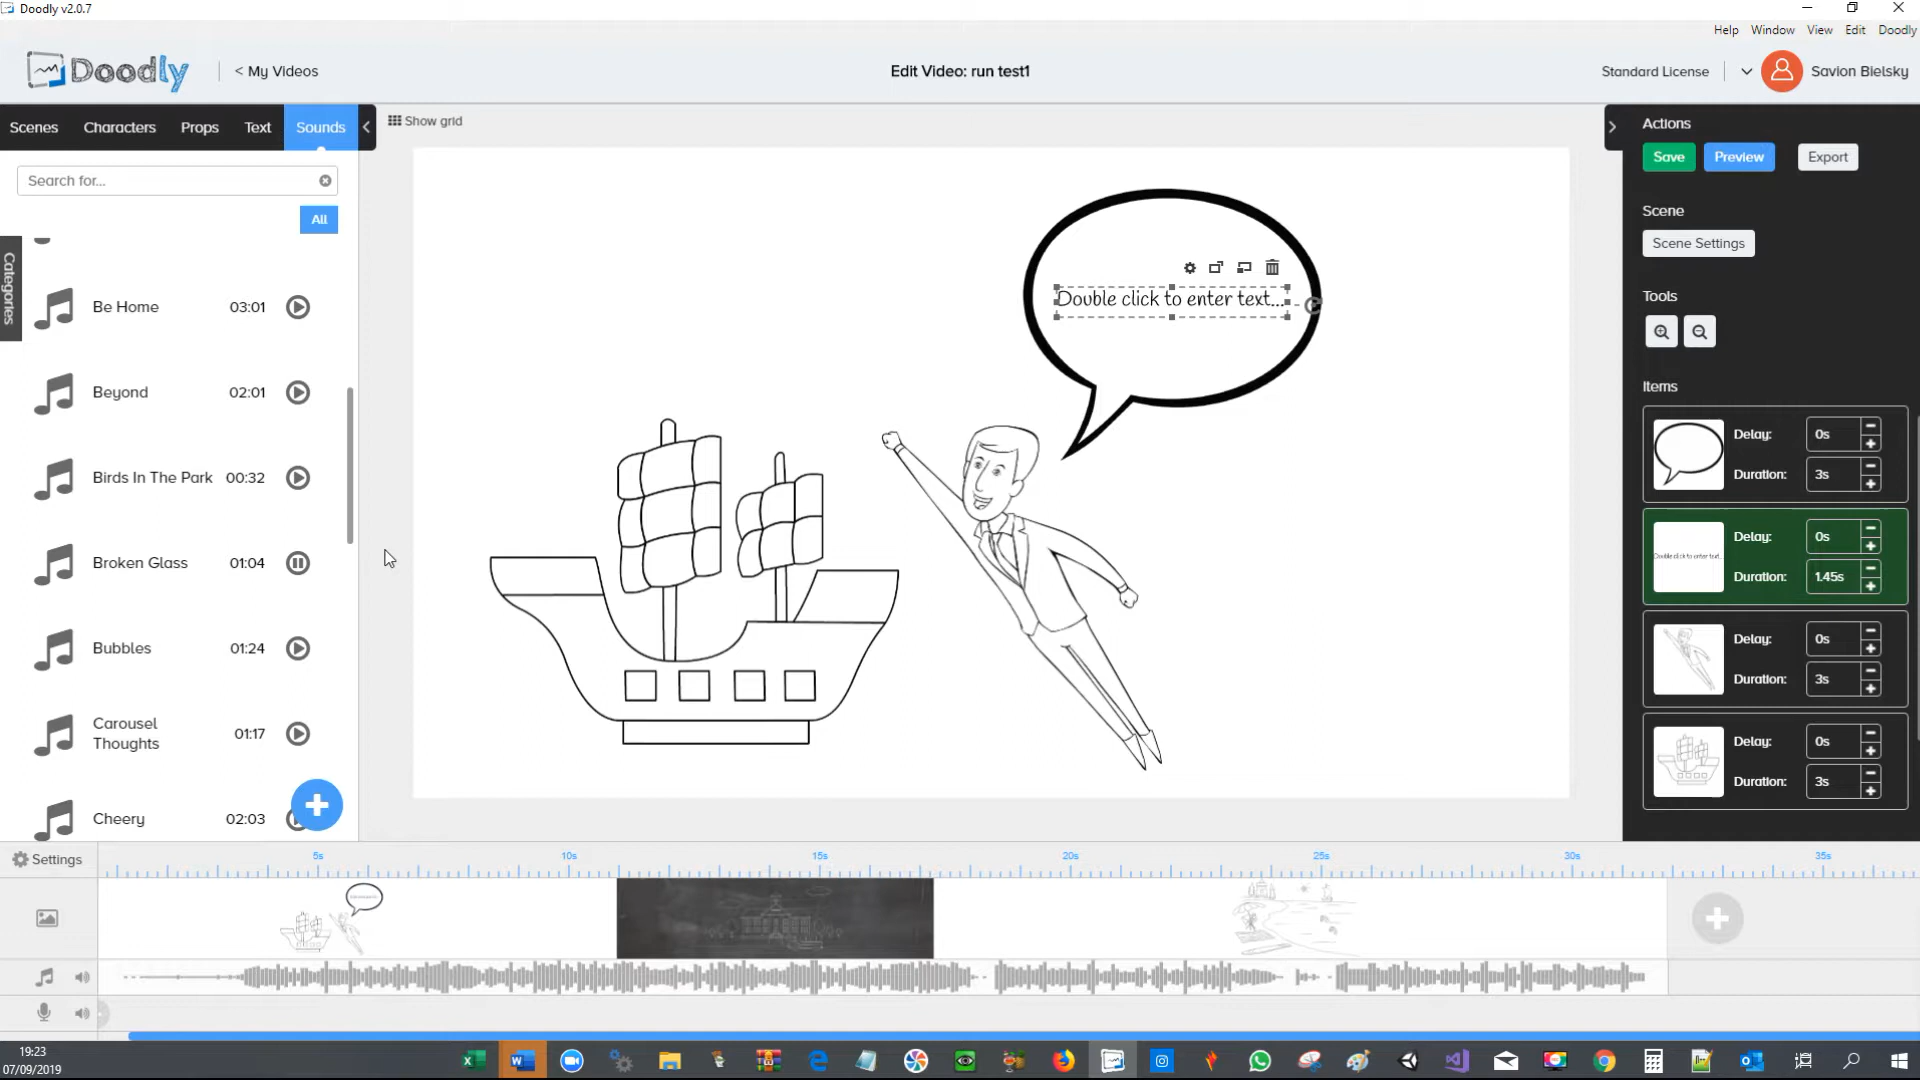 Doodly v2.0.7
Help Window View Edit Doodly
Doodly
< My Videos
Edit Video: run test1
Standard License
Savion Bielsky
Scenes Characters Props Text Sounds
Show grid
Search for...
All
Categories
Be Home 03:01
Beyond 02:01
Birds In The Park 00:32
Broken Glass 01:04
Bubbles 01:24
Carousel
Thoughts 01:17
Cheery 02:03
Double click to enter text...
Actions
Save Preview Export
Scene
Scene Settings
Tools
Items
Delay: 0s
Duration: 3s
Double click to enter text...
Delay: 0s
Duration: 1.45s
Delay: 0s
Duration: 3s
Delay: 0s
Duration: 3s
Settings
5s 10s 15s 20s 25s 30s 35s
19:23
07/09/2019